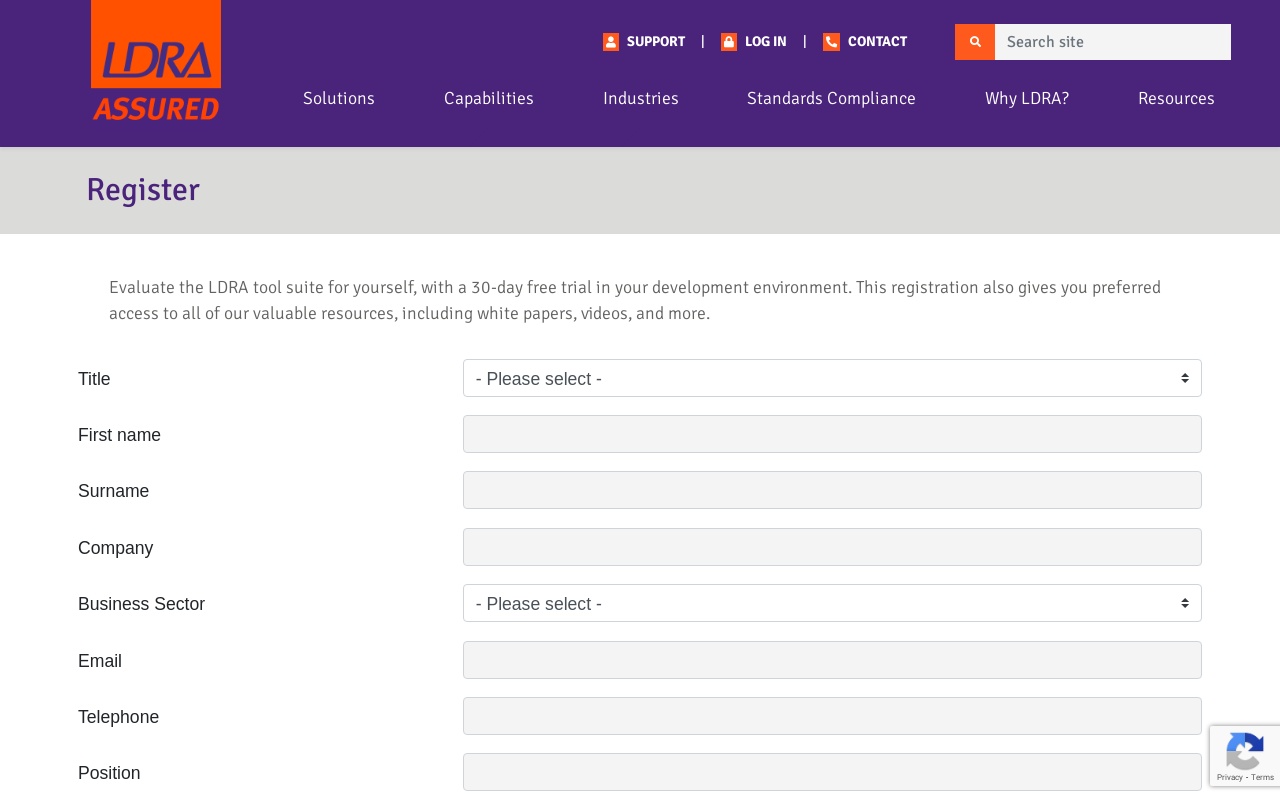 LDRA
ASSURED
SUPPORT | LOG IN | CONTACT
Search site
Solutions Capabilities Industries Standards Compliance Why LDRA? Resources
Register
Evaluate the LDRA tool suite for yourself, with a 30-day free trial in your development environment. This registration also gives you preferred
access to all of our valuable resources, including white papers, videos, and more.
Title
- Please select -
First name
Surname
Company
Business Sector
- Please select -
Email
Telephone
Position
Privacy - Terms